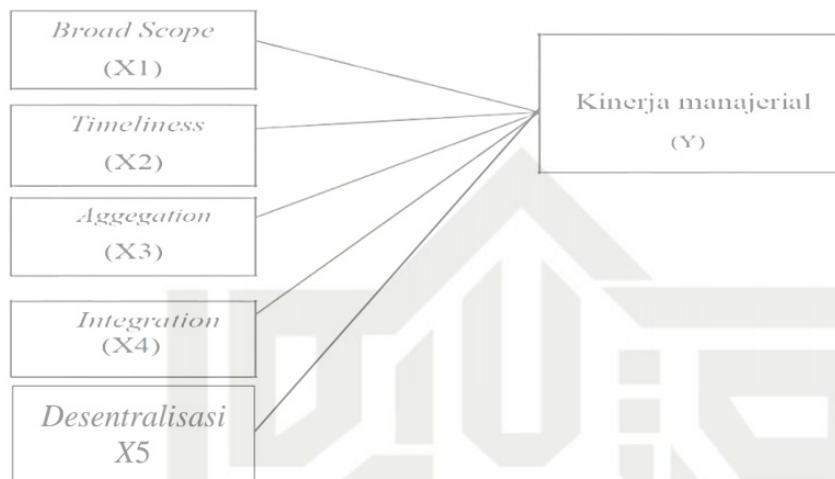 Broad Scope
(X1)
Timeliness
(X2)
Aggegation
(X3)
Integration
(X4)
Desentralisasi
X5
Kinerja manajerial
(Y)